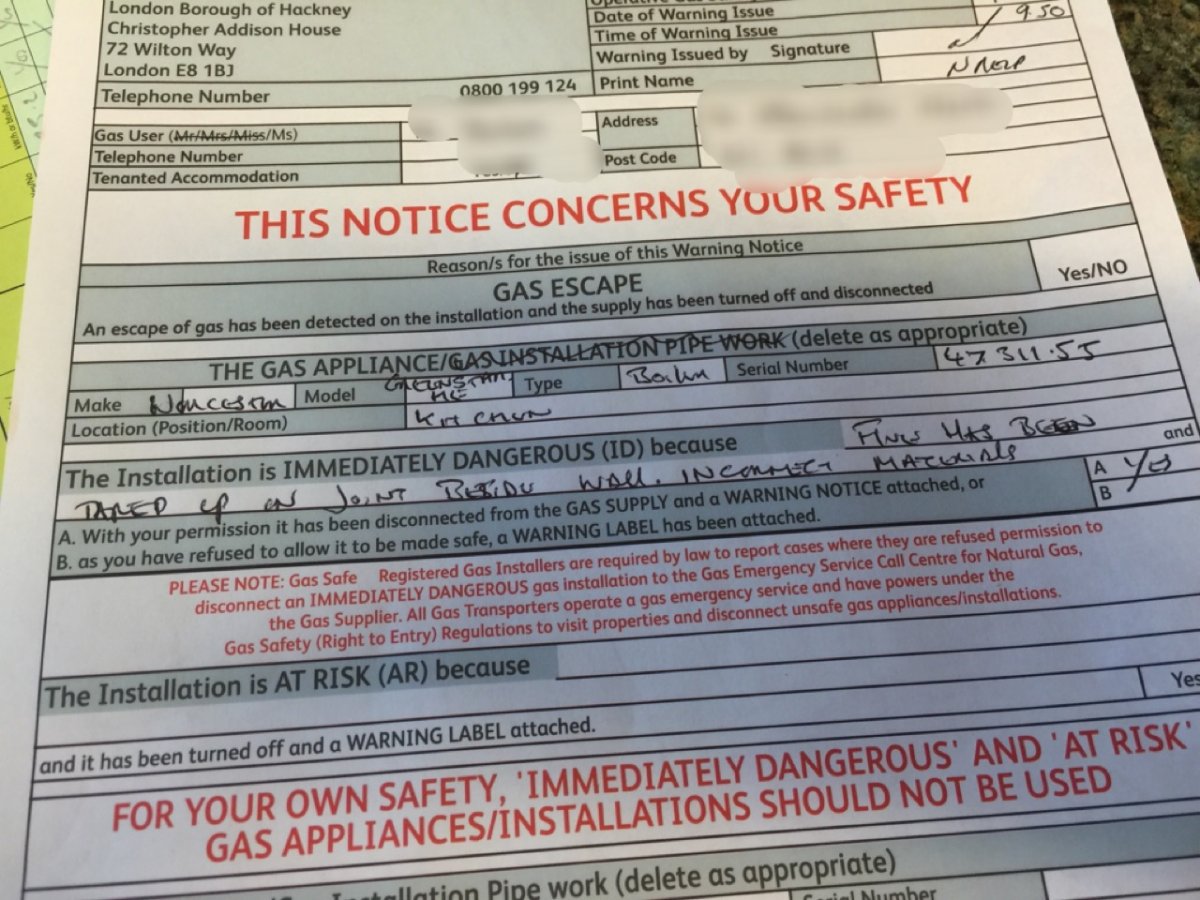 London Borough of Hackney
Christopher Addison House
72 Wilton Way
London E8 1BJ
Telephone Number 0800 199 124
Date of Warning Issue
Time of Warning Issue 9.50
Warning Issued by Signature
Print Name
Gas User (Mr/Mrs/Miss/Ms)
Telephone Number
Tenanted Accommodation
Address
Post Code
THIS NOTICE CONCERNS YOUR SAFETY
Reason/s for the issue of this Warning Notice
GAS ESCAPE
An escape of gas has been detected on the installation and the supply has been turned off and disconnected
Yes/NO
THE GAS APPLIANCE/GAS INSTALLATION PIPE WORK (delete as appropriate)
Make Worcester Model Greenstar Type Boiler Serial Number 47 311.55
Location (Position/Room) Kitchen
The Installation is IMMEDIATELY DANGEROUS (ID) because FLUE HAS BEEN
TAPED UP ON JOINT BESIDE WALL. INCORRECT MATERIALS and
A. With your permission it has been disconnected from the GAS SUPPLY and a WARNING NOTICE attached, or A Yes
B. as you have refused to allow it to be made safe, a WARNING LABEL has been attached. B
PLEASE NOTE: Gas Safe Registered Gas Installers are required by law to report cases where they are refused permission to
disconnect an IMMEDIATELY DANGEROUS gas installation to the Gas Emergency Service Call Centre for Natural Gas,
the Gas Supplier. All Gas Transporters operate a gas emergency service and have powers under the
Gas Safety (Right to Entry) Regulations to visit properties and disconnect unsafe gas appliances/installations.
The Installation is AT RISK (AR) because
and it has been turned off and a WARNING LABEL attached. Yes
FOR YOUR OWN SAFETY, 'IMMEDIATELY DANGEROUS' AND 'AT RISK'
GAS APPLIANCES/INSTALLATIONS SHOULD NOT BE USED
Installation Pipe work (delete as appropriate)
Serial Number